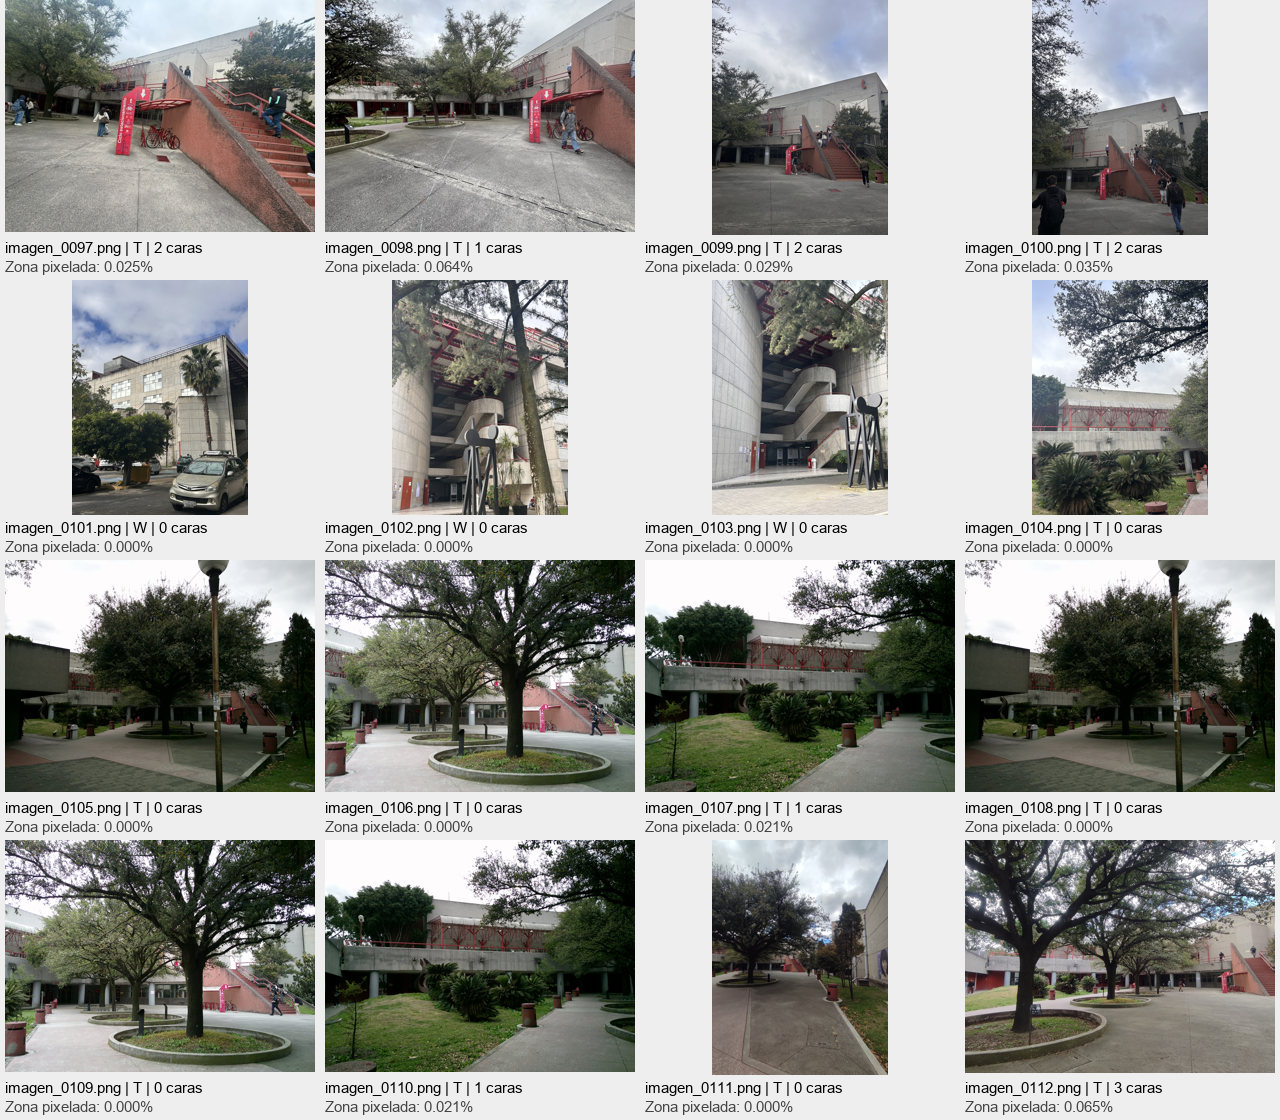 imagen_0097.png | T | 2 caras
Zona pixelada: 0.025%
imagen_0098.png | T | 1 caras
Zona pixelada: 0.064%
imagen_0099.png | T | 2 caras
Zona pixelada: 0.029%
imagen_0100.png | T | 2 caras
Zona pixelada: 0.035%
imagen_0101.png | W | 0 caras
Zona pixelada: 0.000%
imagen_0102.png | W | 0 caras
Zona pixelada: 0.000%
imagen_0103.png | W | 0 caras
Zona pixelada: 0.000%
imagen_0104.png | T | 0 caras
Zona pixelada: 0.000%
imagen_0105.png | T | 0 caras
Zona pixelada: 0.000%
imagen_0106.png | T | 0 caras
Zona pixelada: 0.000%
imagen_0107.png | T | 1 caras
Zona pixelada: 0.021%
imagen_0108.png | T | 0 caras
Zona pixelada: 0.000%
imagen_0109.png | T | 0 caras
Zona pixelada: 0.000%
imagen_0110.png | T | 1 caras
Zona pixelada: 0.021%
imagen_0111.png | T | 0 caras
Zona pixelada: 0.000%
imagen_0112.png | T | 3 caras
Zona pixelada: 0.065%